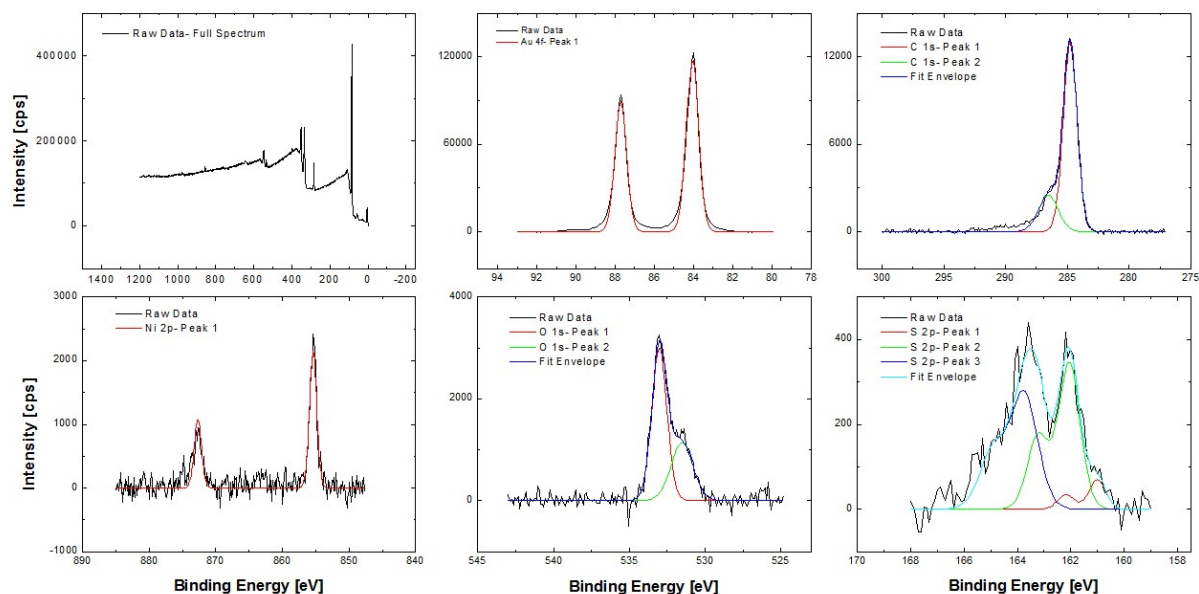 Raw Data- Full Spectrum
Intensity [cps]
400000
200000
0
1400 1200 1000 800 600 400 200 0 -200
Raw Data
Au 4f- Peak 1
120000
60000
0
94 92 90 88 86 84 82 80 78
Raw Data
C 1s- Peak 1
C 1s- Peak 2
Fit Envelope
12000
6000
0
300 295 290 285 280 275
Raw Data
Ni 2p- Peak 1
Intensity [cps]
3000
2000
1000
0
-1000
890 880 870 860 850 840
Binding Energy [eV]
Raw Data
O 1s- Peak 1
O 1s- Peak 2
Fit Envelope
4000
2000
0
-2000
545 540 535 530 525
Binding Energy [eV]
Raw Data
S 2p- Peak 1
S 2p- Peak 2
S 2p- Peak 3
Fit Envelope
400
200
0
170 168 166 164 162 160 158
Binding Energy [eV]